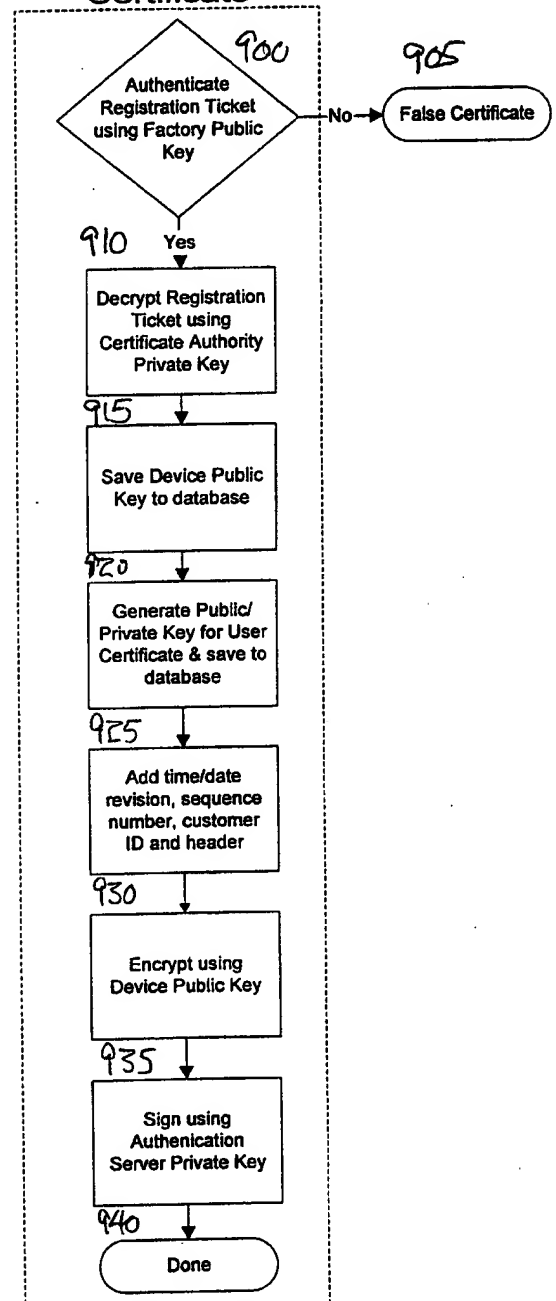 900
905
Authenticate
Registration Ticket
using Factory Public
Key
No
False Certificate
910
Yes
Decrypt Registration
Ticket using
Certificate Authority
Private Key
915
Save Device Public
Key to database
920
Generate Public/
Private Key for User
Certificate & save to
database
925
Add time/date
revision, sequence
number, customer
ID and header
930
Encrypt using
Device Public Key
935
Sign using
Authenication
Server Private Key
940
Done